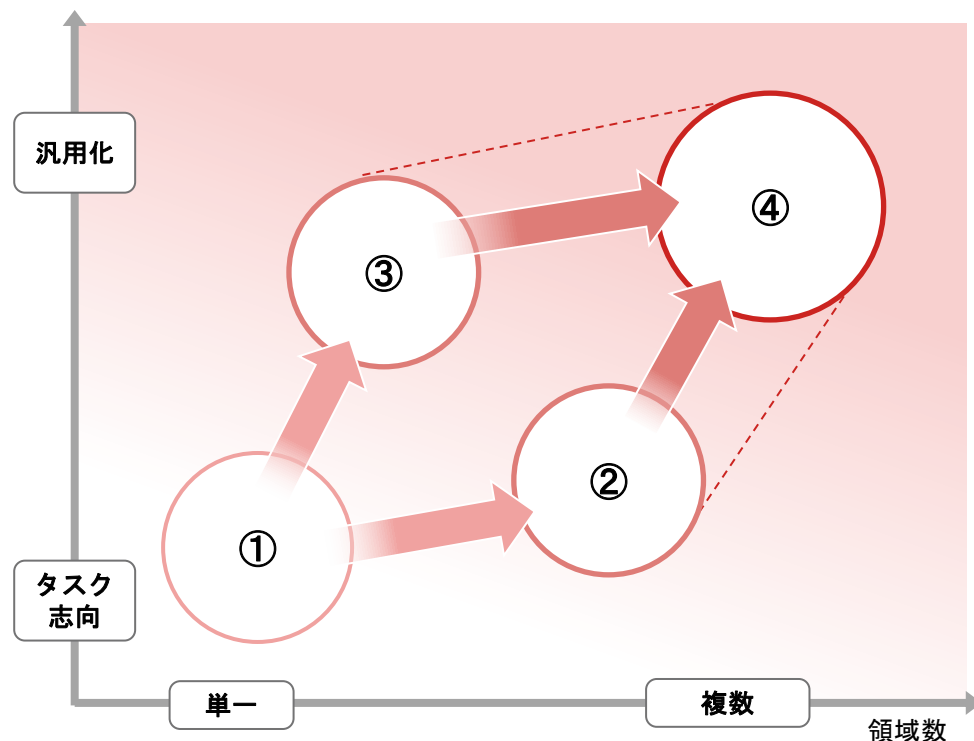 汎用化
④
③
②
①
タスク
志向
単一
複数
領域数